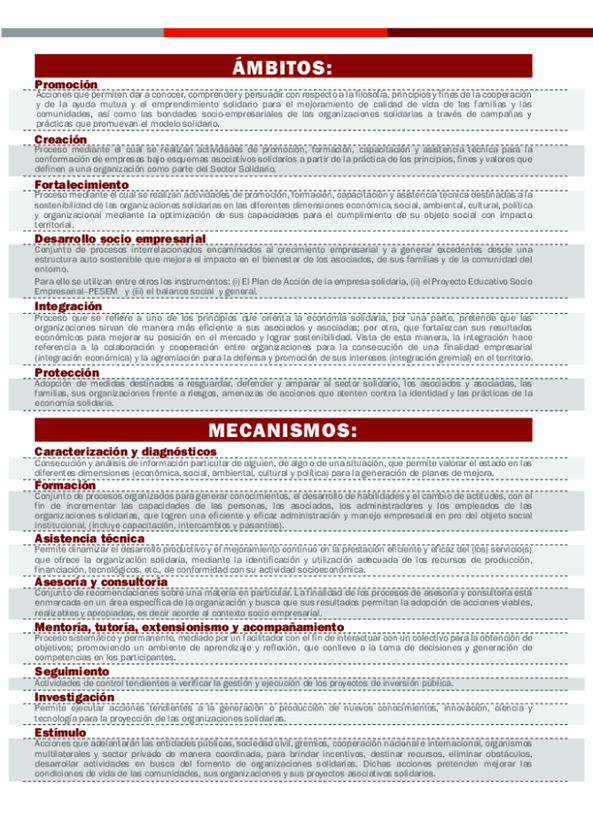 ÁMBITOS:
Promoción
Acciones que permiten dar a conocer, comprender y persuadir con respecto a la filosofía, principios y fines de la cooperación
y de la ayuda mutua y el emprendimiento solidario para el mejoramiento de calidad de vida de las familias y las
comunidades, así como las bondades socio-empresariales de las organizaciones solidarias a través de campañas y
prácticas que promuevan el modelo solidario.
Creación
Proceso mediante el cual se realizan actividades de promoción, formación, capacitación y asistencia técnica para la
conformación de empresas bajo esquemas asociativos solidarios a partir de la práctica de los principios, fines y valores que
definen a una organización como parte del Sector Solidario.
Fortalecimiento
Proceso mediante el cual se realizan actividades de promoción, formación, capacitación y asistencia técnica destinadas a la
sostenibilidad de las organizaciones solidarias en las diferentes dimensiones económica, social, ambiental, cultural, política
y organizacional mediante la optimización de sus capacidades para el cumplimiento de su objeto social con impacto
territorial.
Desarrollo socio empresarial
Conjunto de procesos interrelacionados encaminados al crecimiento empresarial y a generar excedentes desde una
estructura auto sostenible que mejora el impacto en el bienestar de los asociados, de sus familias y de la comunidad del
entorno.
Para ello se utilizan entre otros los instrumentos: (i) El Plan de Acción de la empresa solidaria, (ii) el Proyecto Educativo Socio
Empresarial–PESEM y (iii) el balance social y general.
Integración
Proceso que se refiere a uno de los principios que orienta la economía solidaria, por una parte, pretende que las
organizaciones sirvan de manera más eficiente a sus asociados y asociadas; por otra, que fortalezcan sus resultados
económicos para mejorar su posición en el mercado y lograr sostenibilidad. Vista de esta manera, la integración hace
referencia a la colaboración y cooperación entre organizaciones para la consecución de una finalidad empresarial
(integración económica) y la agremiación para la defensa y promoción de sus intereses (integración gremial) en el territorio.
Protección
Adopción de medidas destinadas a resguardar, defender y amparar al sector solidario, los asociados y asociadas, las
familias, sus organizaciones frente a riesgos, amenazas de acciones que atenten contra la identidad y las prácticas de la
economía solidaria.
MECANISMOS:
Caracterización y diagnósticos
Consecución y análisis de información particular de alguien, de algo o de una situación, que permite valorar el estado en las
diferentes dimensiones (económica, social, ambiental, cultural y política) para la generación de planes de mejora.
Formación
Conjunto de procesos organizados para generar conocimientos, el desarrollo de habilidades y el cambio de actitudes, con el
fin de incrementar las capacidades de las personas, los asociados, los administradores y los empleados de las
organizaciones solidarias, que logren una eficiente y eficaz administración y manejo empresarial en pro del objeto social
institucional, (incluye capacitación, intercambios y pasantías).
Asistencia técnica
Permite dinamizar el desarrollo productivo y el mejoramiento continuo en la prestación eficiente y eficaz del (los) servicio(s)
que ofrece la organización solidaria, mediante la identificación y utilización adecuada de los recursos de producción,
financiación, tecnológicos, etc., de conformidad con su actividad socioeconómica.
Asesoría y consultoría
Conjunto de recomendaciones sobre una materia en particular. La finalidad de los procesos de asesoría y consultoría está
enmarcada en un área específica de la organización y busca que sus resultados permitan la adopción de acciones viables,
realizables y apropiadas, es decir acorde al contexto socio empresarial.
Mentoría, tutoría, extensionismo y acompañamiento
Proceso sistemático y permanente, mediado por un facilitador con el fin de interactuar con un colectivo para la obtención de
objetivos; promoviendo un ambiente de aprendizaje y reflexión, que conlleve a la toma de decisiones y generación de
competencias en los participantes.
Seguimiento
Actividades de control tendientes a verificar la gestión y ejecución de los proyectos de inversión pública.
Investigación
Permite ejecutar acciones tendientes a la generación o producción de nuevos conocimientos, innovación, ciencia y
tecnología para la proyección de las organizaciones solidarias.
Estímulo
Acciones que adelantarán las entidades públicas, sociedad civil, gremios, cooperación nacional e internacional, organismos
multilaterales y sector privado de manera coordinada, para brindar incentivos, destinar recursos, eliminar obstáculos,
desarrollar actividades en busca del fomento de organizaciones solidarias. Dichas acciones pretenden mejorar las
condiciones de vida de las comunidades, sus organizaciones y sus proyectos asociativos solidarios.